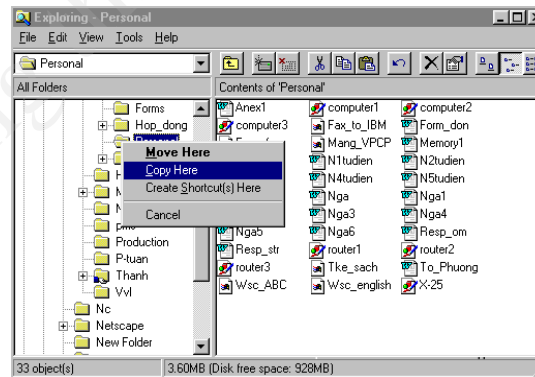 Exploring - Personal
File Edit View Tools Help
Personal
All Folders
Contents of 'Personal'
Forms
Hop_dong
Move Here
Copy Here
Create Shortcut(s) Here
Cancel
Production
P-tuan
Thanh
Vvl
Nc
Netscape
New Folder
Anex1 computer1 computer2
computer3 Fax_to_IBM Form_don
Mang_VPCP Memory1
N1tudien N2tudien
N4tudien N5tudien
Nga Nga1
Nga3 Nga4
Nga5 Nga6 Resp_om
Resp_str router1 router2
router3 Tke_sach To_Phuong
Wsc_ABC Wsc_english X-25
33 object(s) 3.60MB (Disk free space: 928MB)